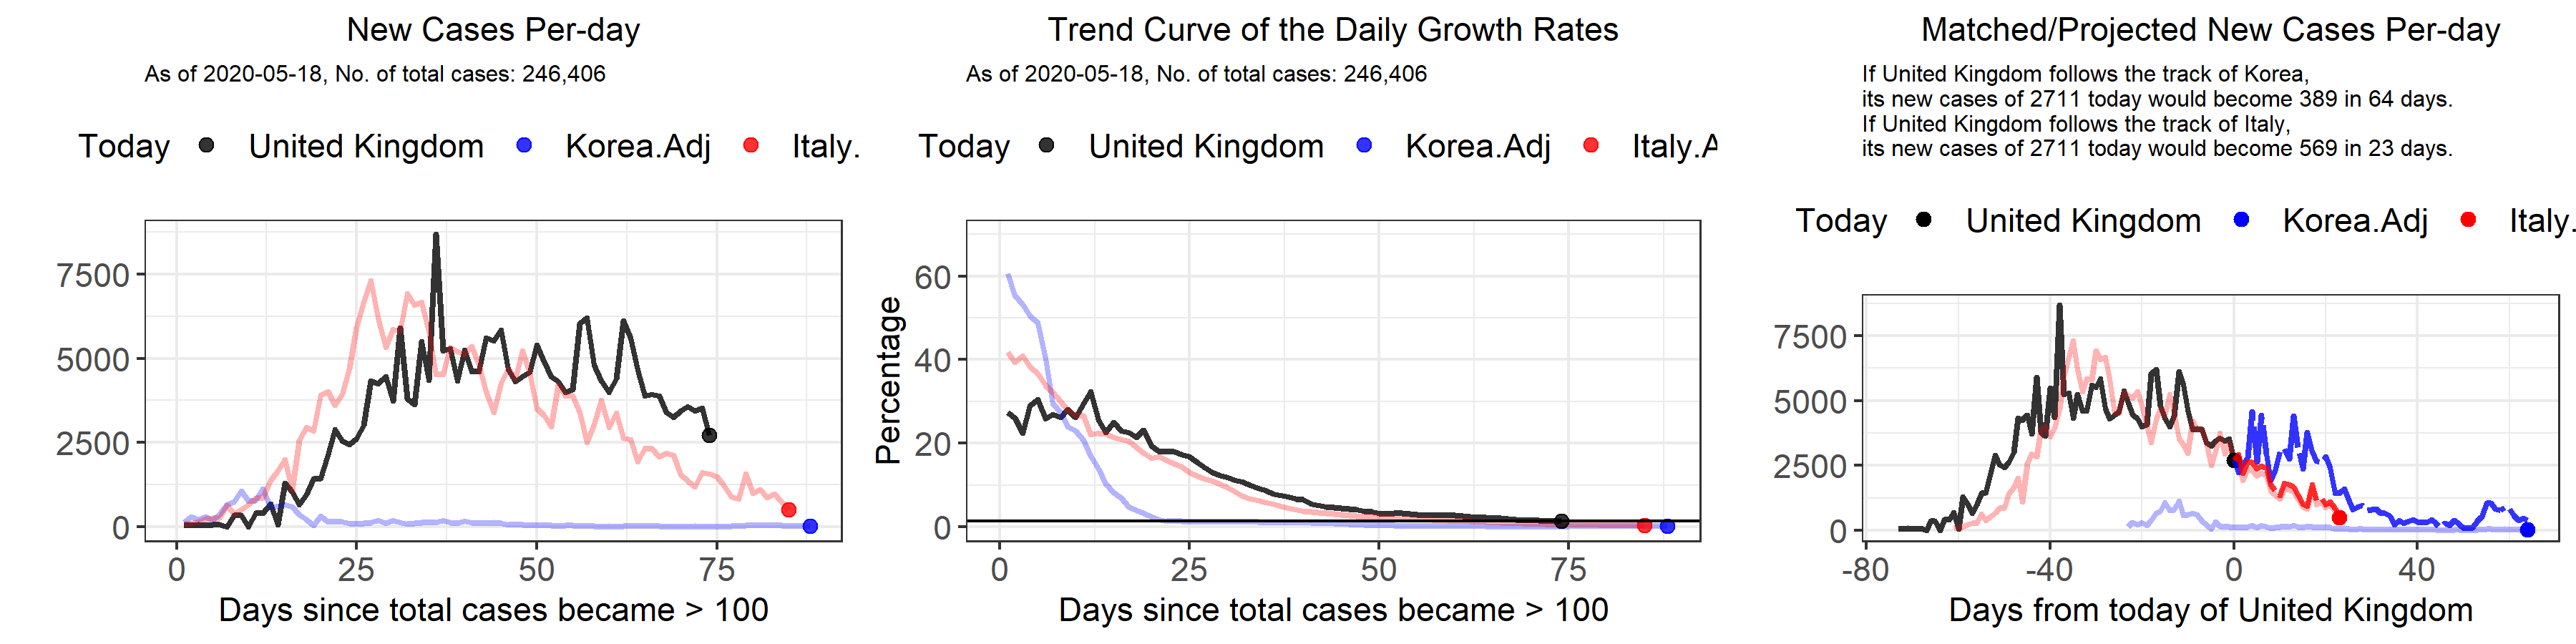 New Cases Per-day
As of 2020-05-18, No. of total cases: 246,406
Today United Kingdom Korea.Adj Italy.
7500
5000
2500
0
0 25 50 75
Days since total cases became > 100
Trend Curve of the Daily Growth Rates
As of 2020-05-18, No. of total cases: 246,406
Today United Kingdom Korea.Adj Italy.A
Percentage
60
40
20
0
0 25 50 75
Days since total cases became > 100
Matched/Projected New Cases Per-day
If United Kingdom follows the track of Korea,
its new cases of 2711 today would become 389 in 64 days.
If United Kingdom follows the track of Italy,
its new cases of 2711 today would become 569 in 23 days.
Today United Kingdom Korea.Adj Italy.
7500
5000
2500
0
-80 -40 0 40
Days from today of United Kingdom